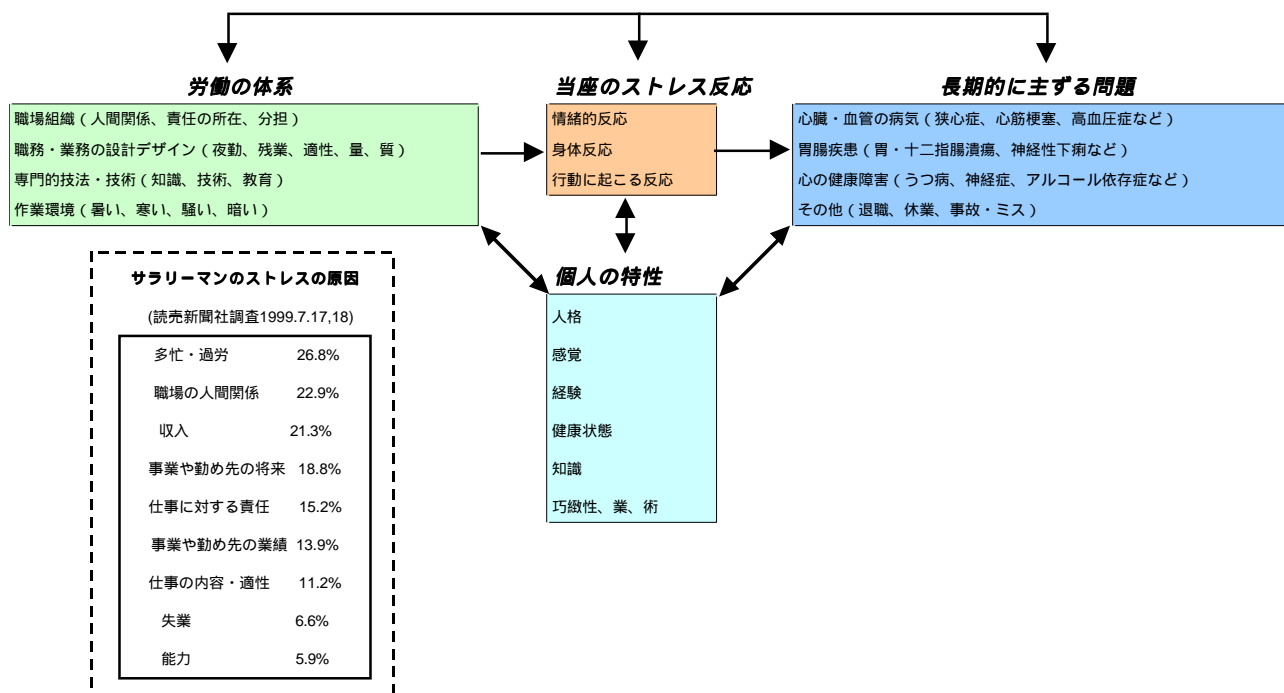 労働の体系
職場組織（人間関係、責任の所在、分担）
職務・業務の設計デザイン（夜勤、残業、適性、量、質）
専門的技法・技術（知識、技術、教育）
作業環境（暑い、寒い、騒い、暗い）
当座のストレス反応
情緒的反応
身体反応
行動に起こる反応
長期的に主ずる問題
心臓・血管の病気（狭心症、心筋梗塞、高血圧症など）
胃腸疾患（胃・十二指腸潰瘍、神経性下痢など）
心の健康障害（うつ病、神経症、アルコール依存症など）
その他（退職、休業、事故・ミス）
個人の特性
人格
感覚
経験
健康状態
知識
巧緻性、業、術
サラリーマンのストレスの原因
(読売新聞社調査1999.7.17,18)
多忙・過労 26.8%
職場の人間関係 22.9%
収入 21.3%
事業や勤め先の将来 18.8%
仕事に対する責任 15.2%
事業や勤め先の業績 13.9%
仕事の内容・適性 11.2%
失業 6.6%
能力 5.9%